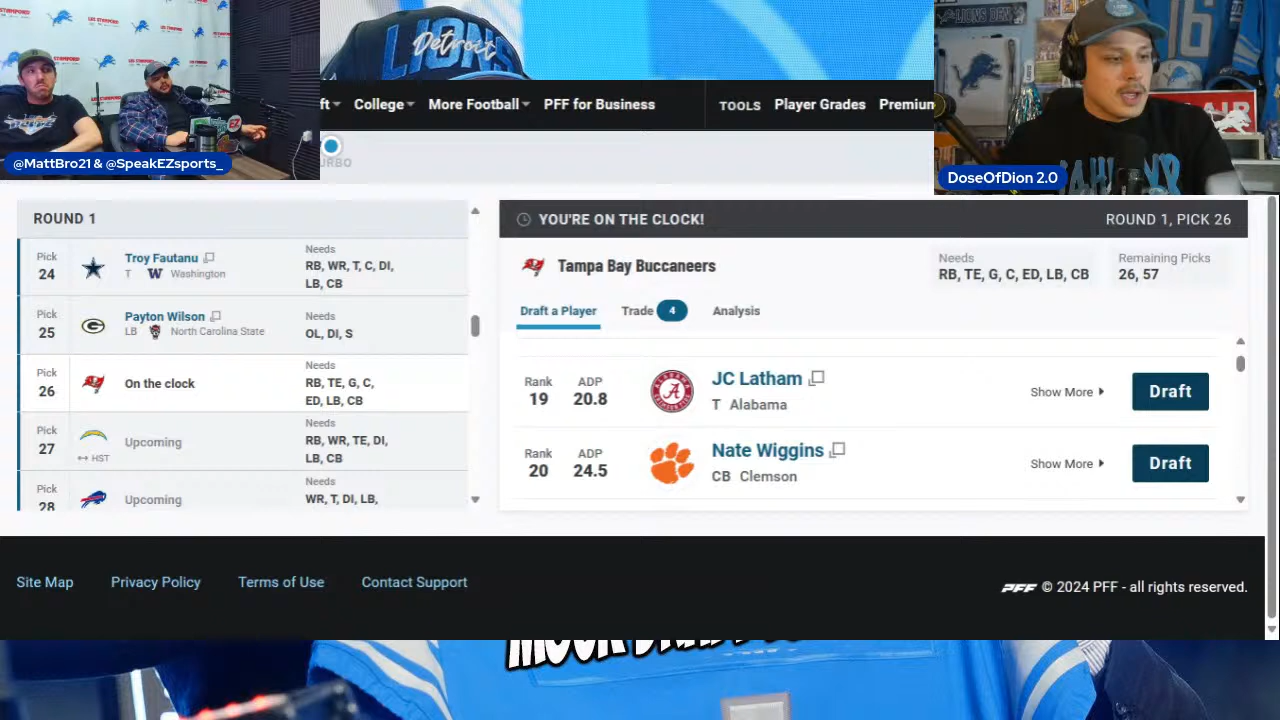 LIONS
Detroit
LIONS DEN
16
@MattBro21 & @SpeakEZsports_
DoseOfDion 2.0
ft
College
More Football
PFF for Business
TOOLS
Player Grades
Premium
URBO
ROUND 1
Pick
24
Troy Fautanu
T W Washington
Needs
RB, WR, T, C, DI,
LB, CB
Pick
25
Payton Wilson
LB North Carolina State
Needs
OL, DI, S
Pick
26
On the clock
Needs
RB, TE, G, C,
ED, LB, CB
Pick
27
HST
Upcoming
Needs
RB, WR, TE, DI,
LB, CB
Pick
28
Upcoming
Needs
WR, T, DI, LB,
YOU'RE ON THE CLOCK!
ROUND 1, PICK 26
Tampa Bay Buccaneers
Needs
RB, TE, G, C, ED, LB, CB
Remaining Picks
26, 57
Draft a Player
Trade 4
Analysis
Rank
19
ADP
20.8
JC Latham
T Alabama
Show More
Draft
Rank
20
ADP
24.5
Nate Wiggins
CB Clemson
Show More
Draft
Site Map
Privacy Policy
Terms of Use
Contact Support
PFF © 2024 PFF - all rights reserved.